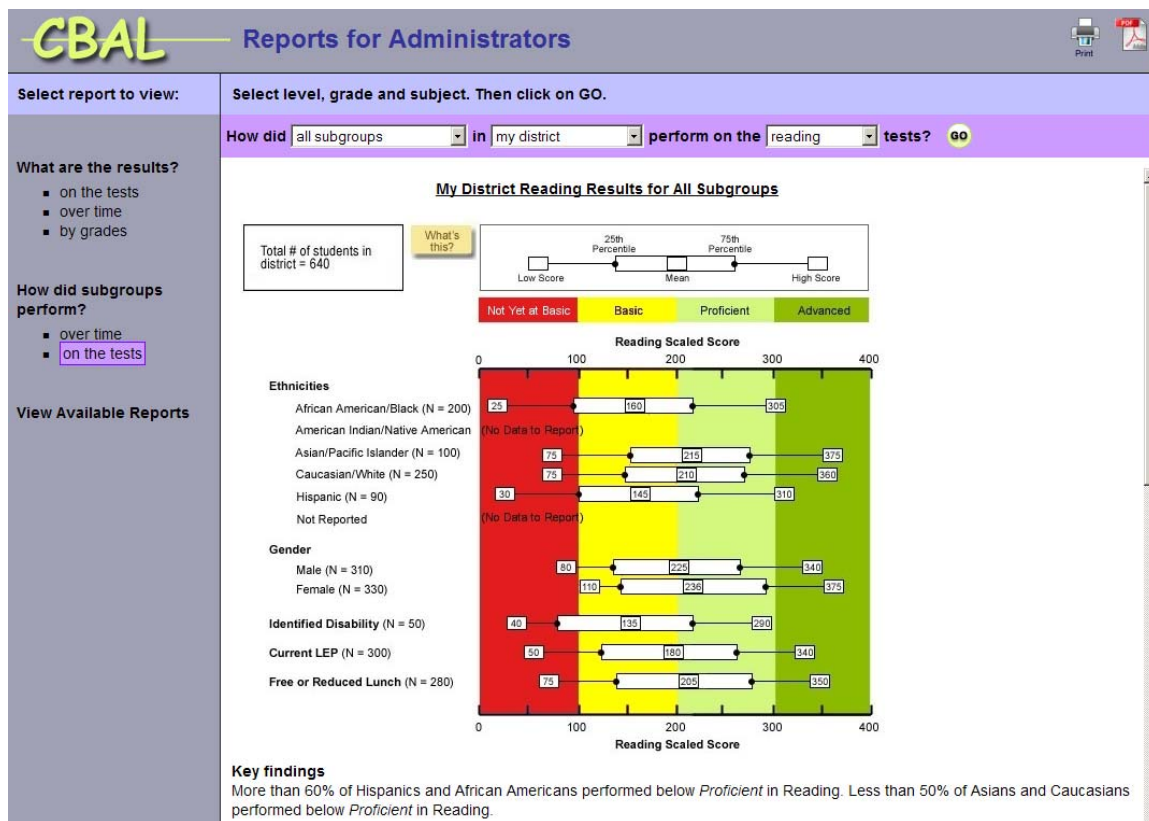 CBAL
Reports for Administrators
Print
PDF
Select report to view:
Select level, grade and subject. Then click on GO.
How did all subgroups in my district perform on the reading tests? GO
What are the results?
on the tests
over time
by grades
How did subgroups
perform?
over time
on the tests
View Available Reports
My District Reading Results for All Subgroups
Total # of students in
district = 640
What's
this?
25th
Percentile
75th
Percentile
Low Score
Mean
High Score
Not Yet at Basic Basic Proficient Advanced
Reading Scaled Score
0 100 200 300 400
Ethnicities
African American/Black (N = 200) 25 160 305
American Indian/Native American (No Data to Report)
Asian/Pacific Islander (N = 100) 75 215 375
Caucasian/White (N = 250) 75 210 360
Hispanic (N = 90) 30 145 310
Not Reported (No Data to Report)
Gender
Male (N = 310) 80 225 340
Female (N = 330) 110 236 375
Identified Disability (N = 50) 40 135 290
Current LEP (N = 300) 50 180 340
Free or Reduced Lunch (N = 280) 75 205 350
0 100 200 300 400
Reading Scaled Score
Key findings
More than 60% of Hispanics and African Americans performed below Proficient in Reading. Less than 50% of Asians and Caucasians
performed below Proficient in Reading.